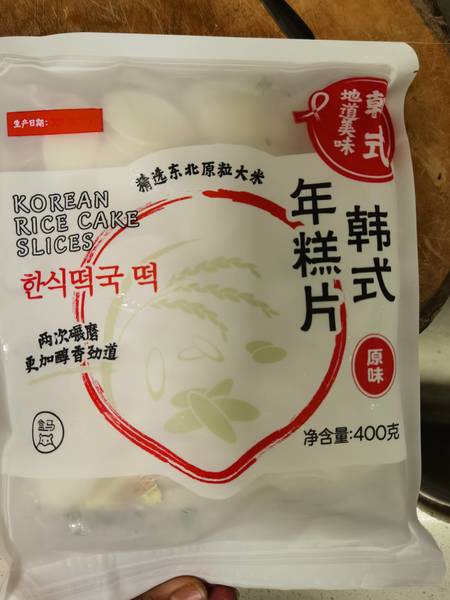 生产日期:
地道美味
韩式
精选东北原粒大米
KOREAN
RICE CAKE
SLICES
한식떡국 떡
韩式
年糕片
两次碾磨
更加醇香劲道
原味
盒马
净含量:400克